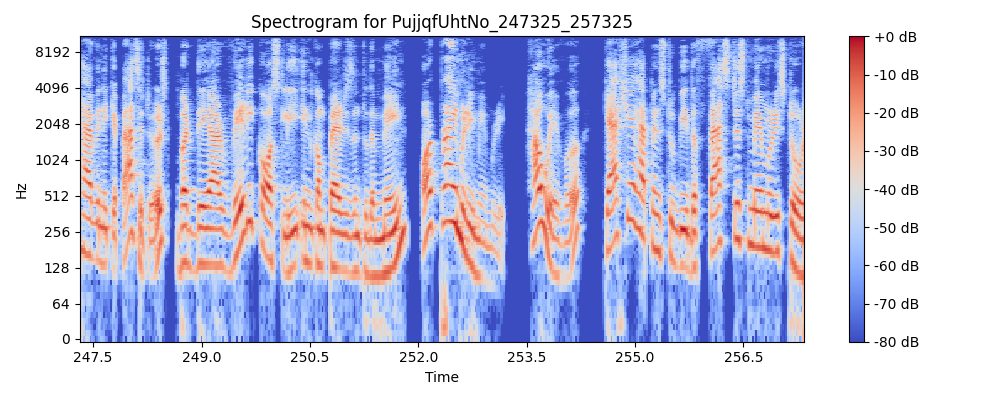 Spectrogram for PujjqfUhtNo_247325_257325
8192
4096
2048
1024
512
256
128
64
0
Hz
247.5 249.0 250.5 252.0 253.5 255.0 256.5
Time
+0 dB
-10 dB
-20 dB
-30 dB
-40 dB
-50 dB
-60 dB
-70 dB
-80 dB